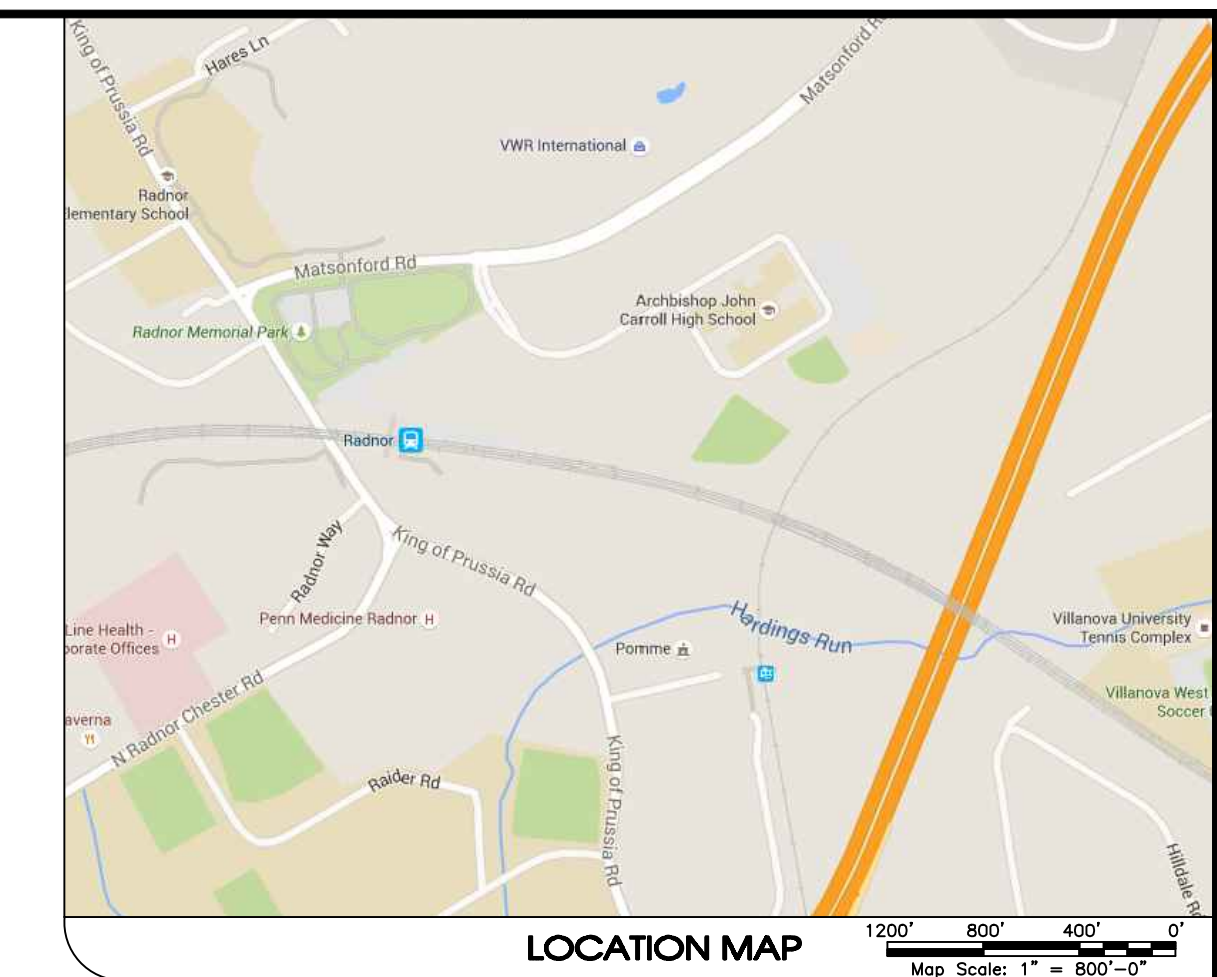 King of Prussia Rd
Hares Ln
Matsonford Rd
VWR International
Radnor
lementary School
Matsonford Rd
Archbishop John
Carroll High School
Radnor Memorial Park
Radnor
Radnor Way
King of Prussia Rd
Hardings Run
Penn Medicine Radnor H
Line Health -
porate Offices
H
Pomme
Villanova University
Tennis Complex
N Radnor Chester Rd
Villanova West
Soccer
averna
Raider Rd
King of Prussia Rd
Hilldale Rd
LOCATION MAP
1200' 800' 400' 0'
Map Scale: 1" = 800'-0"